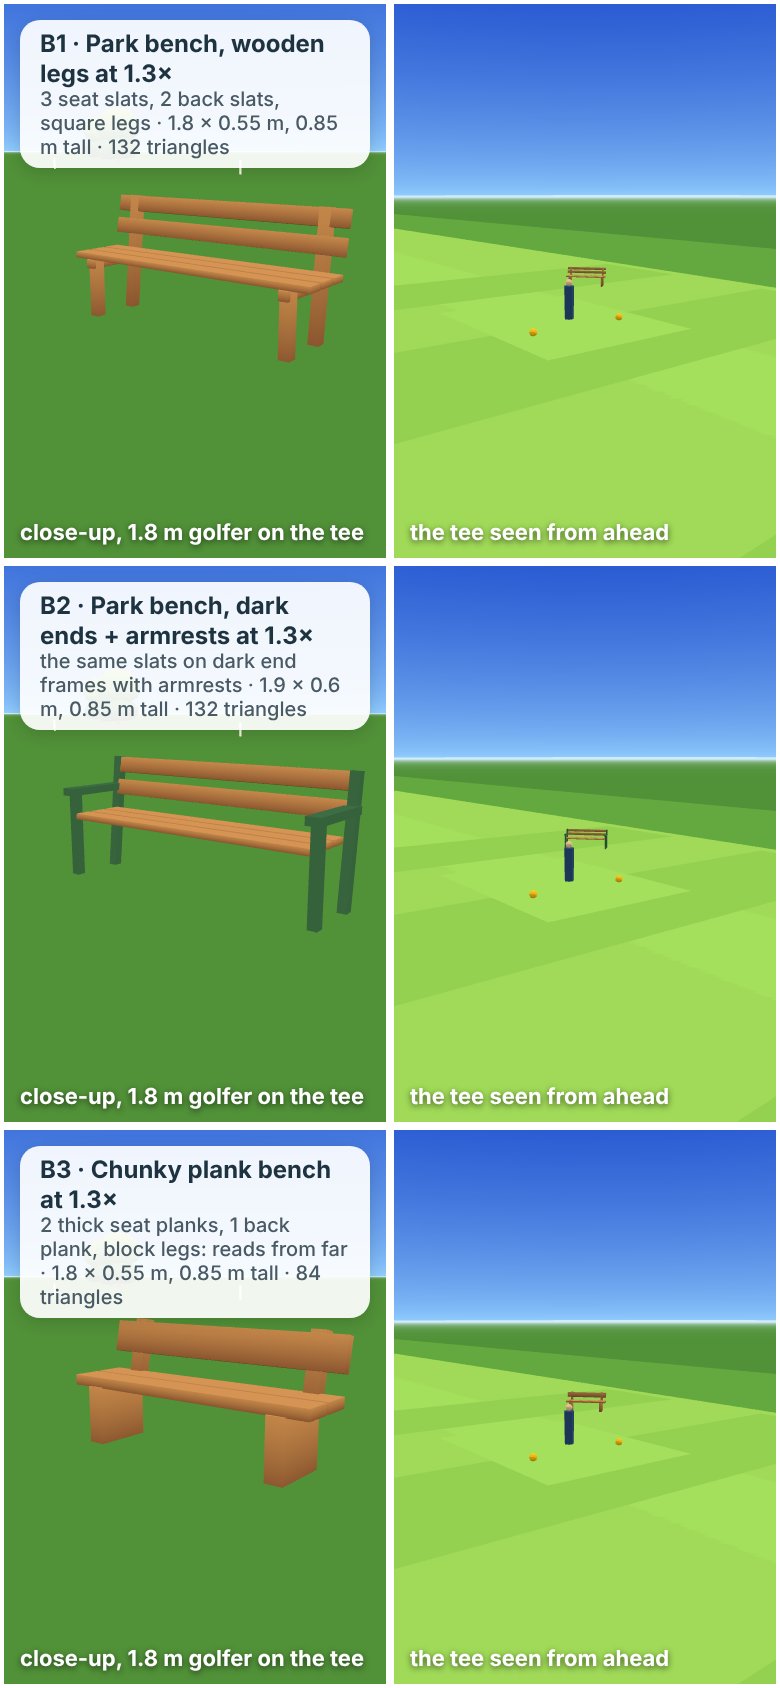 B1 · Park bench, wooden
legs at 1.3×
3 seat slats, 2 back slats,
square legs · 1.8 × 0.55 m, 0.85
m tall · 132 triangles
close-up, 1.8 m golfer on the tee
the tee seen from ahead
B2 · Park bench, dark
ends + armrests at 1.3×
the same slats on dark end
frames with armrests · 1.9 × 0.6
m, 0.85 m tall · 132 triangles
close-up, 1.8 m golfer on the tee
the tee seen from ahead
B3 · Chunky plank bench
at 1.3×
2 thick seat planks, 1 back
plank, block legs: reads from far
· 1.8 × 0.55 m, 0.85 m tall · 84
triangles
close-up, 1.8 m golfer on the tee
the tee seen from ahead